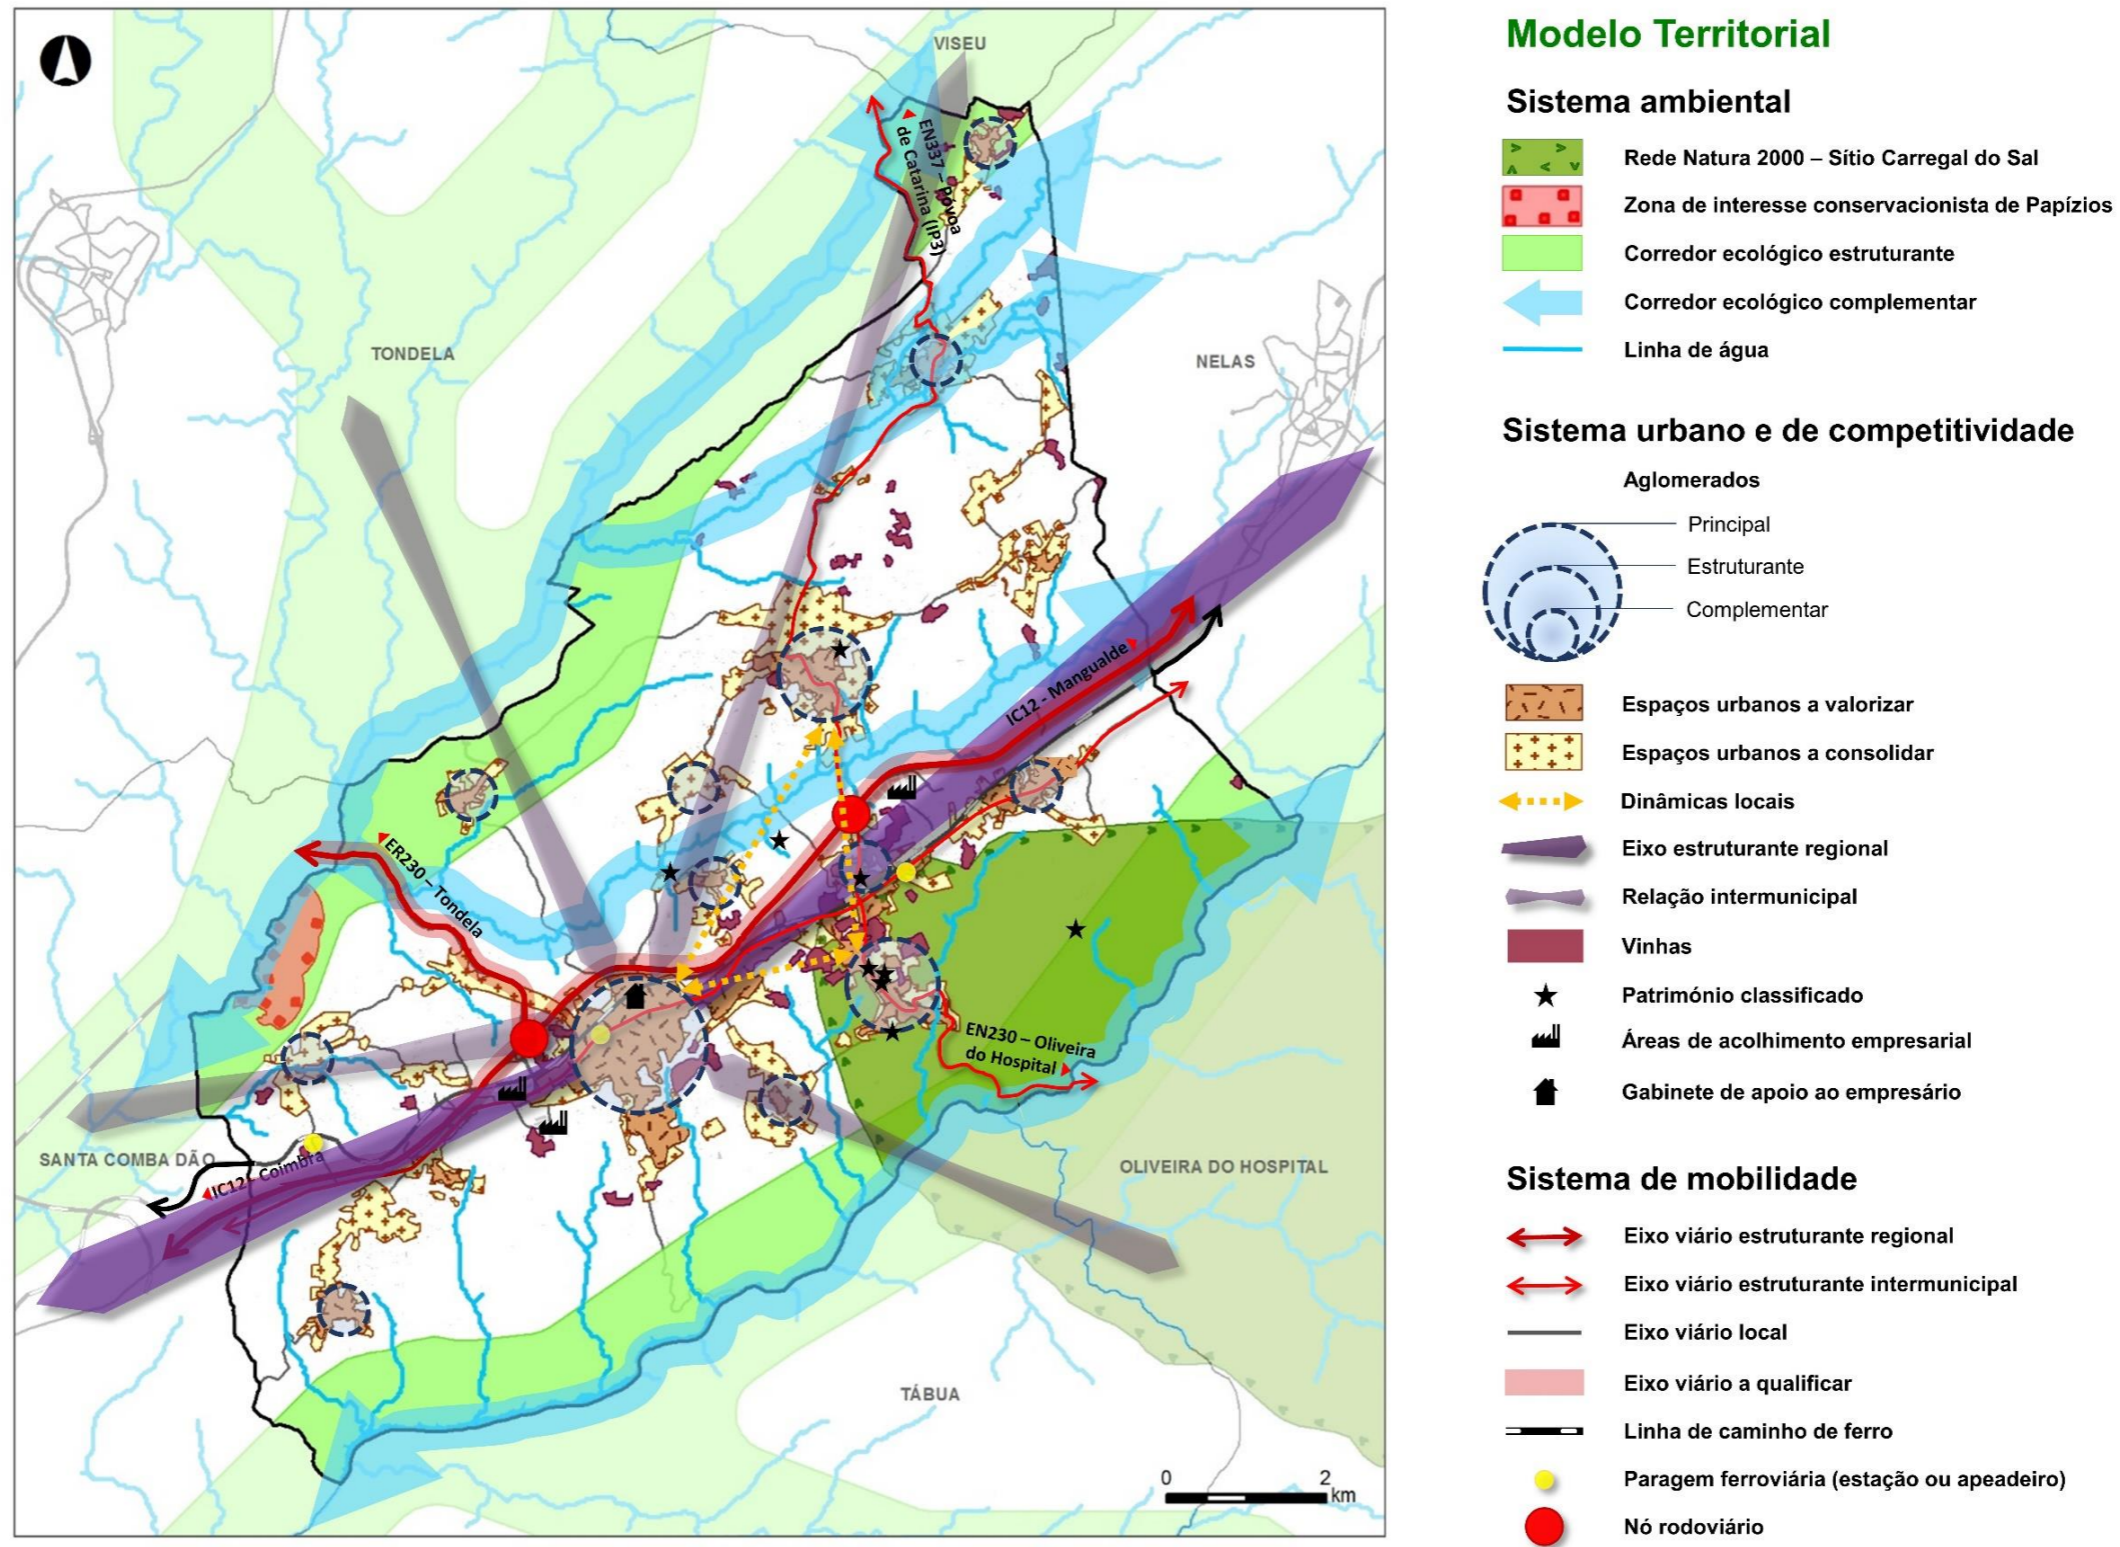 VISEU
EN337 – Póvoa
de Catarina (IP3)
TONDELA
NELAS
IC12 - Mangualde
ER230 – Tondela
EN230 – Oliveira
do Hospital
SANTA COMBA DÃO
IC12 - Coimbra
OLIVEIRA DO HOSPITAL
TÁBUA
0 2
km
Modelo Territorial
Sistema ambiental
Rede Natura 2000 – Sítio Carregal do Sal
Zona de interesse conservacionista de Papízios
Corredor ecológico estruturante
Corredor ecológico complementar
Linha de água
Sistema urbano e de competitividade
Aglomerados
Principal
Estruturante
Complementar
Espaços urbanos a valorizar
Espaços urbanos a consolidar
Dinâmicas locais
Eixo estruturante regional
Relação intermunicipal
Vinhas
Património classificado
Áreas de acolhimento empresarial
Gabinete de apoio ao empresário
Sistema de mobilidade
Eixo viário estruturante regional
Eixo viário estruturante intermunicipal
Eixo viário local
Eixo viário a qualificar
Linha de caminho de ferro
Paragem ferroviária (estação ou apeadeiro)
Nó rodoviário